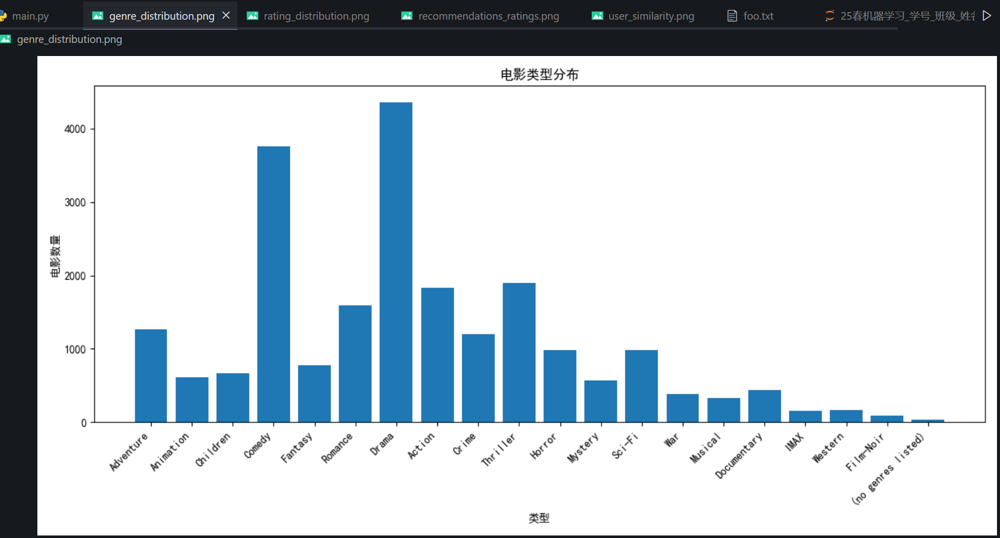 main.py
genre_distribution.png
rating_distribution.png
recommendations_ratings.png
user_similarity.png
foo.txt
25春机器学习_学号_班级_姓
genre_distribution.png
电影类型分布
电影数量
4000
3000
2000
1000
0
Adventure
Animation
Children
Comedy
Fantasy
Romance
Drama
Action
Crime
Thriller
Horror
Mystery
Sci-Fi
War
Musical
Documentary
IMAX
Western
Film-Noir
(no genres listed)
类型